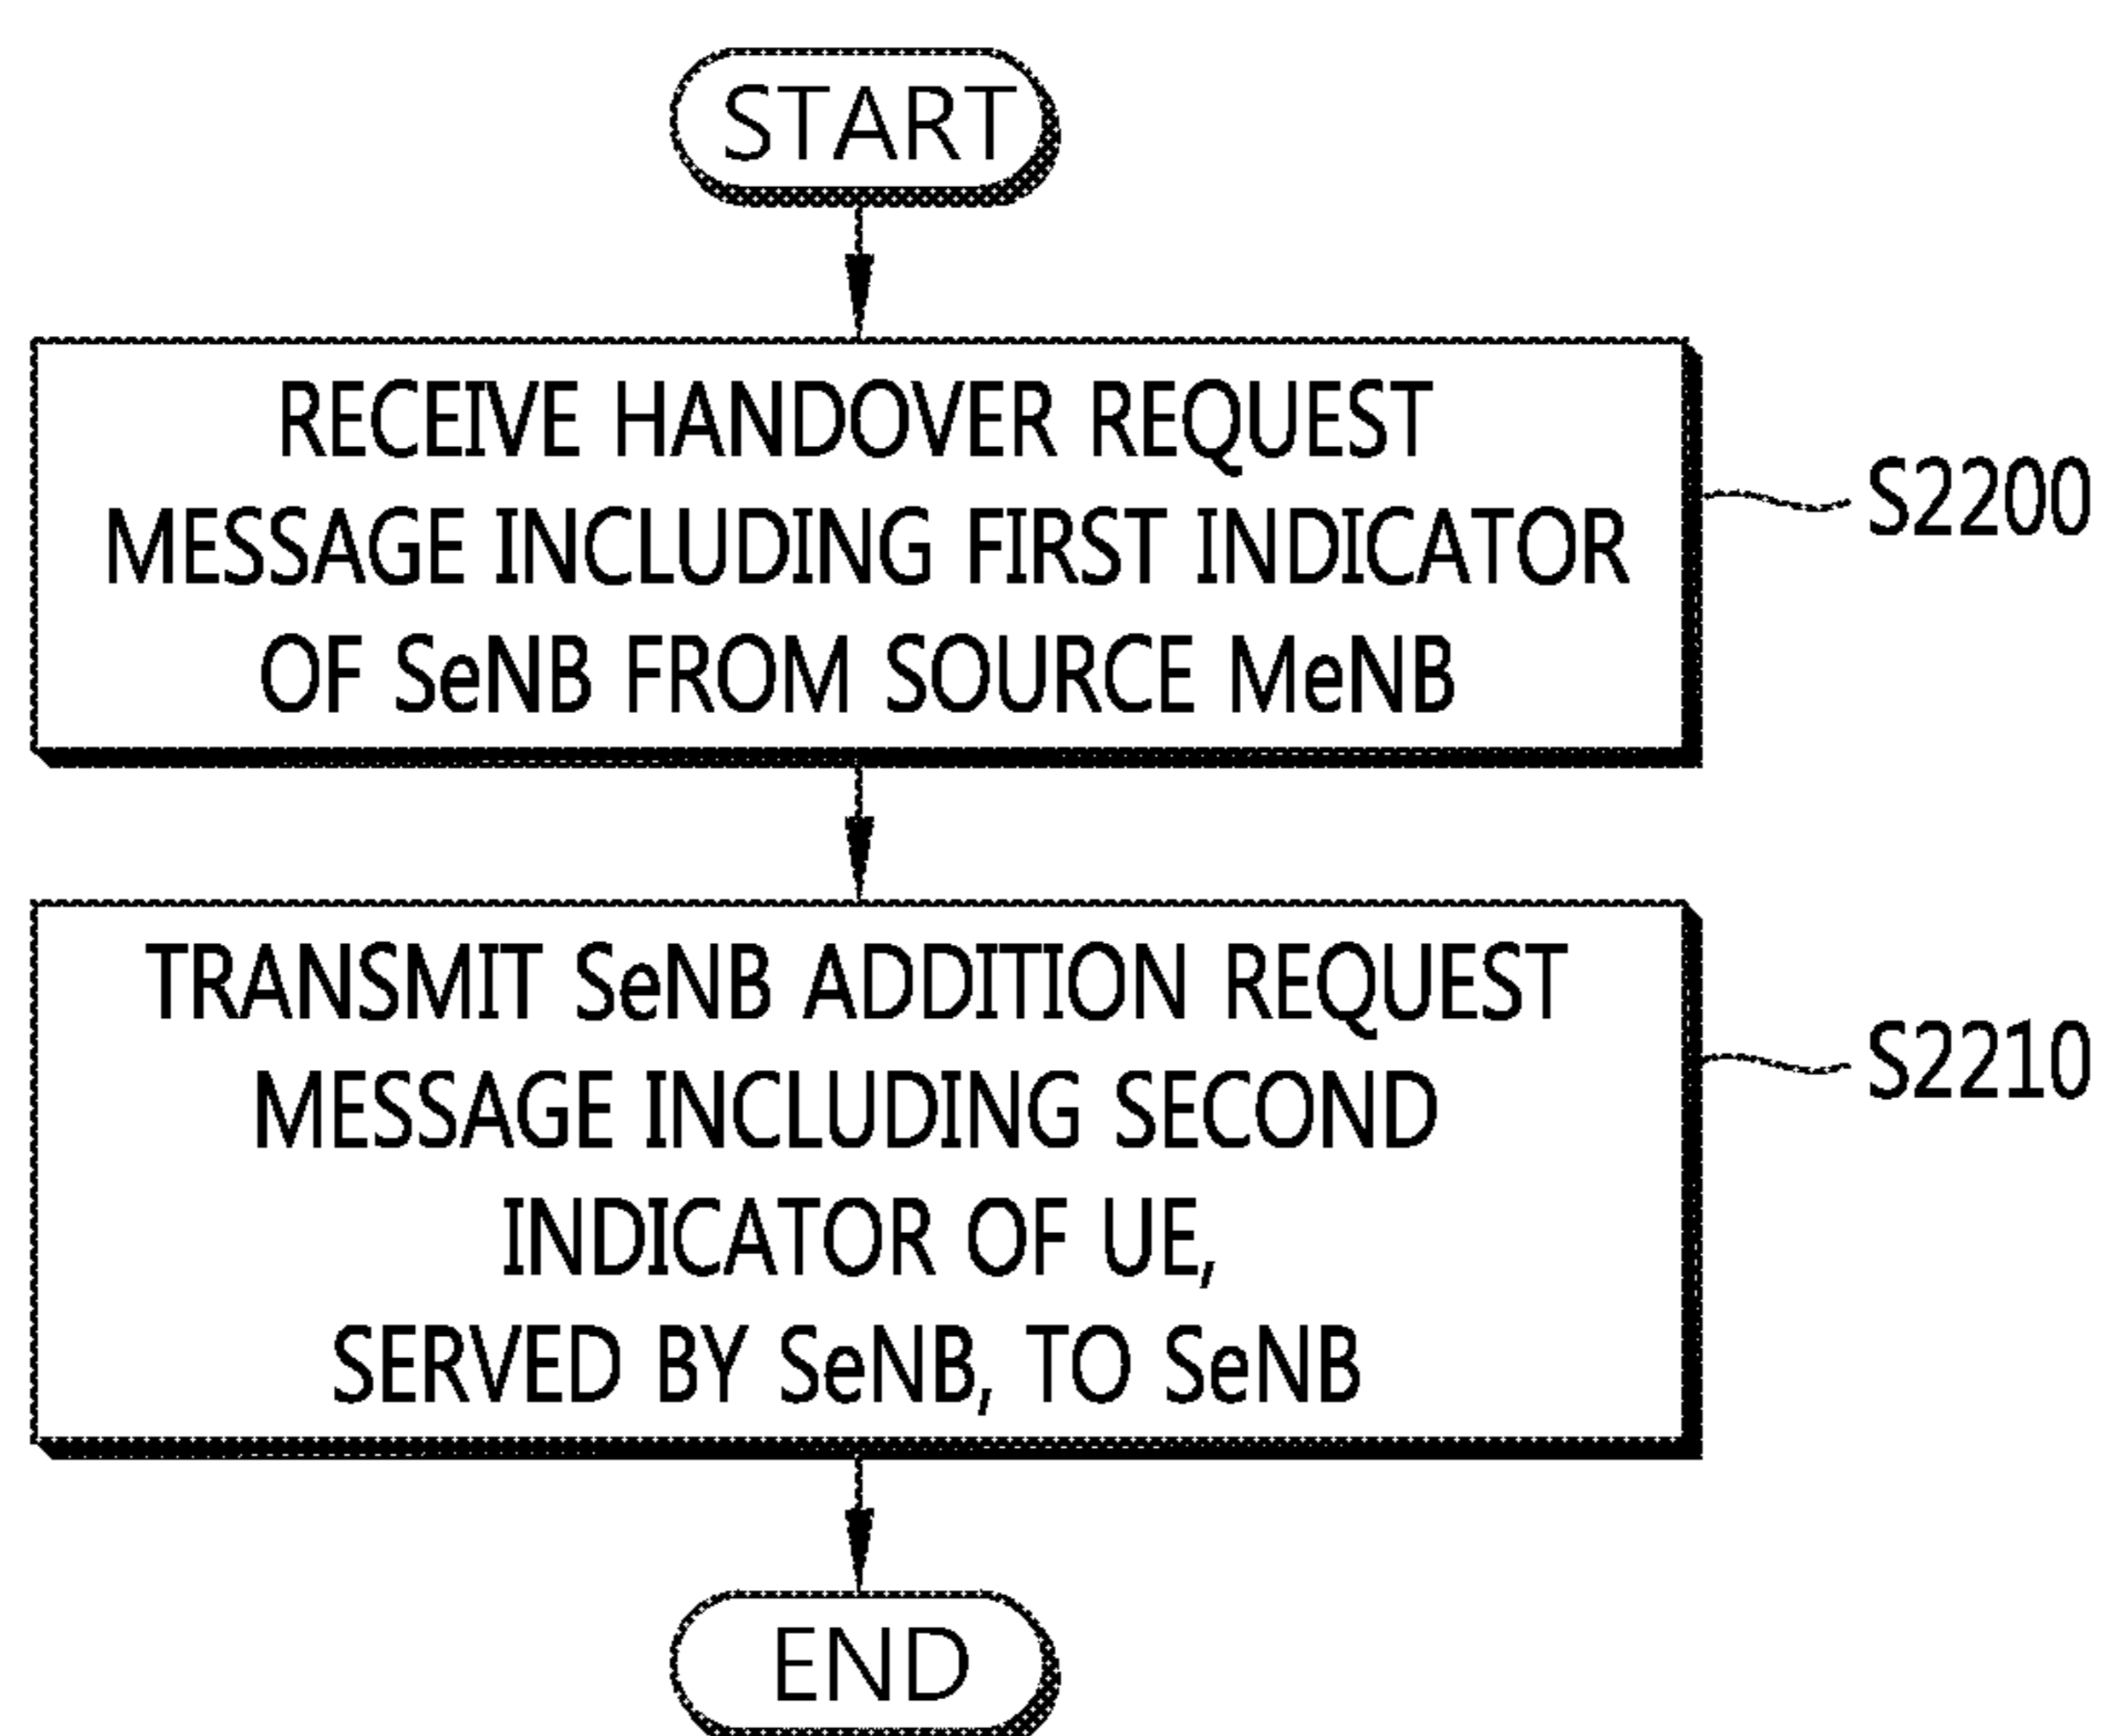 START
RECEIVE HANDOVER REQUEST
MESSAGE INCLUDING FIRST INDICATOR
OF SeNB FROM SOURCE MeNB
S2200
TRANSMIT SeNB ADDITION REQUEST
MESSAGE INCLUDING SECOND
INDICATOR OF UE,
SERVED BY SeNB, TO SeNB
S2210
END